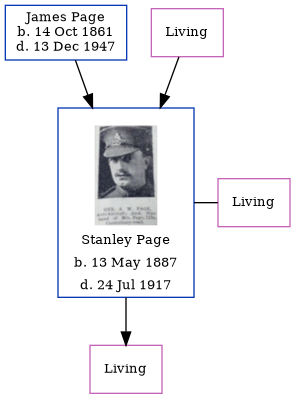 James Page
b. 14 Oct 1861
d. 13 Dec 1947
Living
Stanley Page
b. 13 May 1887
d. 24 Jul 1917
Living
Living